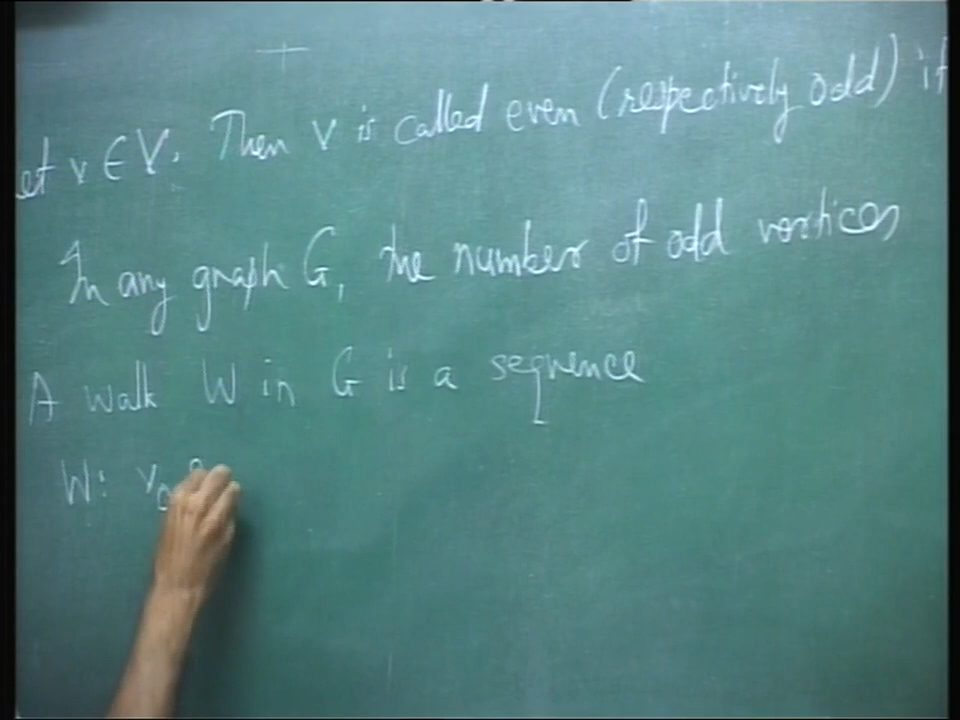 et v ∈ V. Then v is called even (respectively odd) if
In any graph G, the number of odd vertices
A walk W in G is a sequence
W: v₀